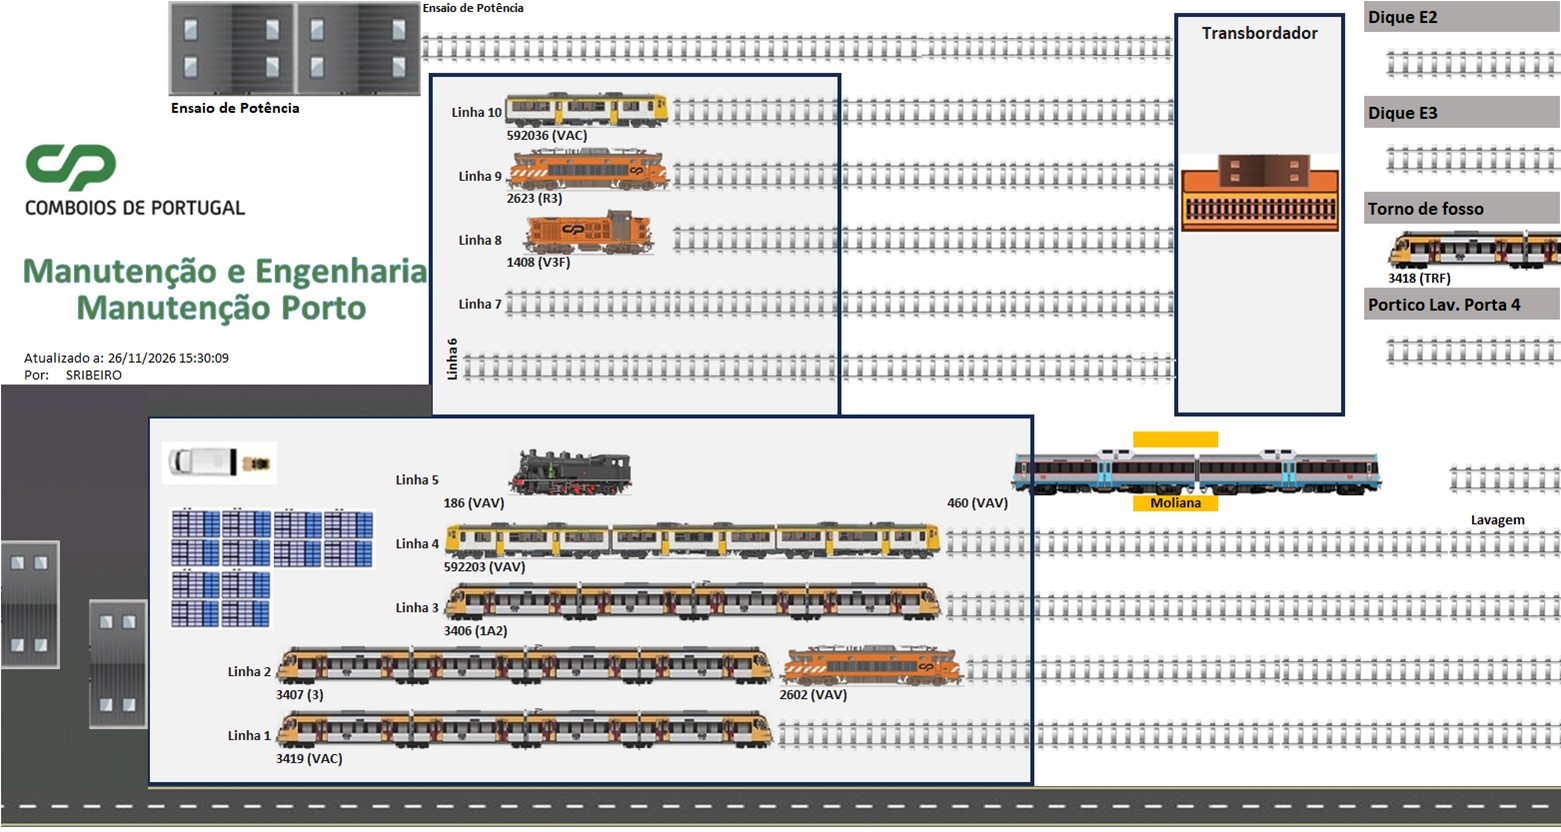 Ensaio de Potência
Ensaio de Potência
CP
COMBOIOS DE PORTUGAL
Manutenção e Engenharia
Manutenção Porto
Atualizado a: 26/11/2026 15:30:09
Por: SRIBEIRO
Linha 10
592036 (VAC)
Linha 9
CP
2623 (R3)
Linha 8
CP
1408 (V3F)
Linha 7
Linha 6
Transbordador
Dique E2
Dique E3
Torno de fosso
3418 (TRF)
Portico Lav. Porta 4
Linha 5
186 (VAV)
460 (VAV)
Moliana
Lavagem
Linha 4
592203 (VAV)
Linha 3
3406 (1A2)
Linha 2
3407 (3)
CP
2602 (VAV)
Linha 1
3419 (VAC)